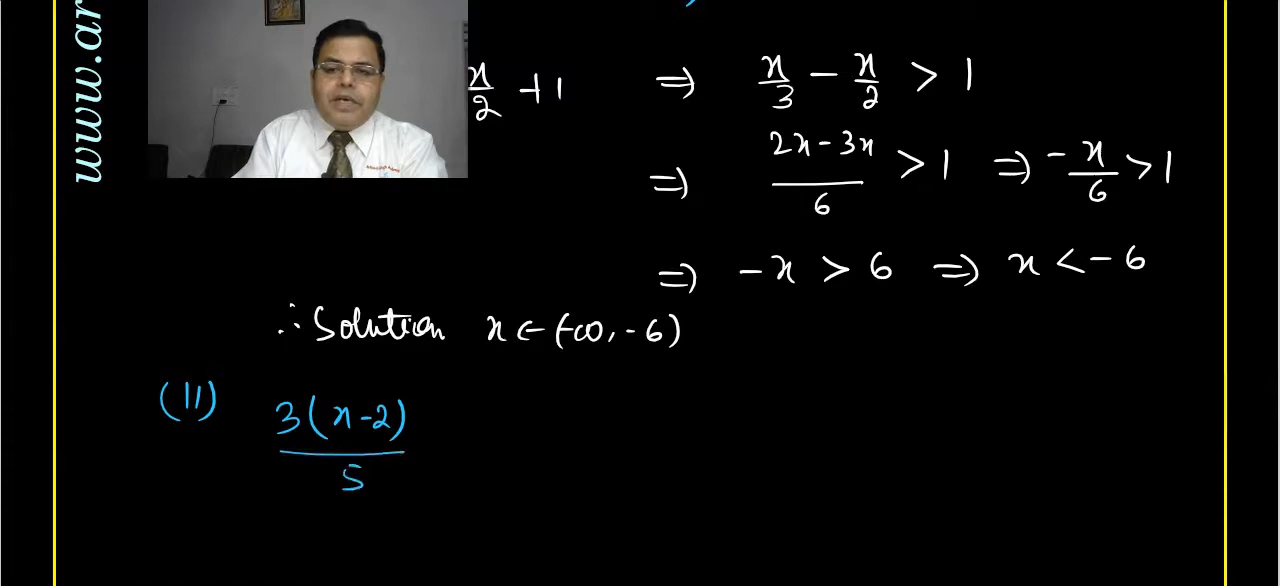 www.ar
x/2 + 1 ⇒ x/3 − x/2 > 1
⇒ (2x − 3x)/6 > 1 ⇒ −x/6 > 1
⇒ −x > 6 ⇒ x < −6
∴ Solution x ∈ (−∞, −6)
(11) 3(x−2)/5